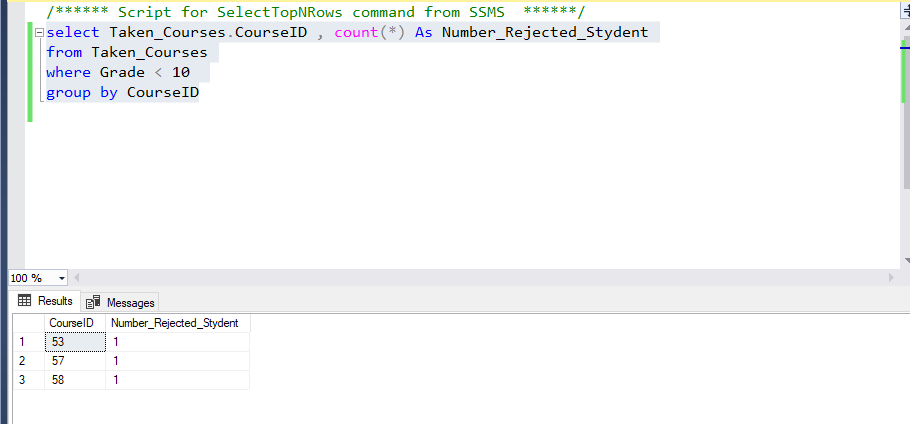 /****** Script for SelectTopNRows command from SSMS  ******/
select Taken_Courses.CourseID , count(*) As Number_Rejected_Stydent
from Taken_Courses
where Grade < 10
group by CourseID
100 %
Results Messages
CourseID Number_Rejected_Stydent
1 53 1
2 57 1
3 58 1